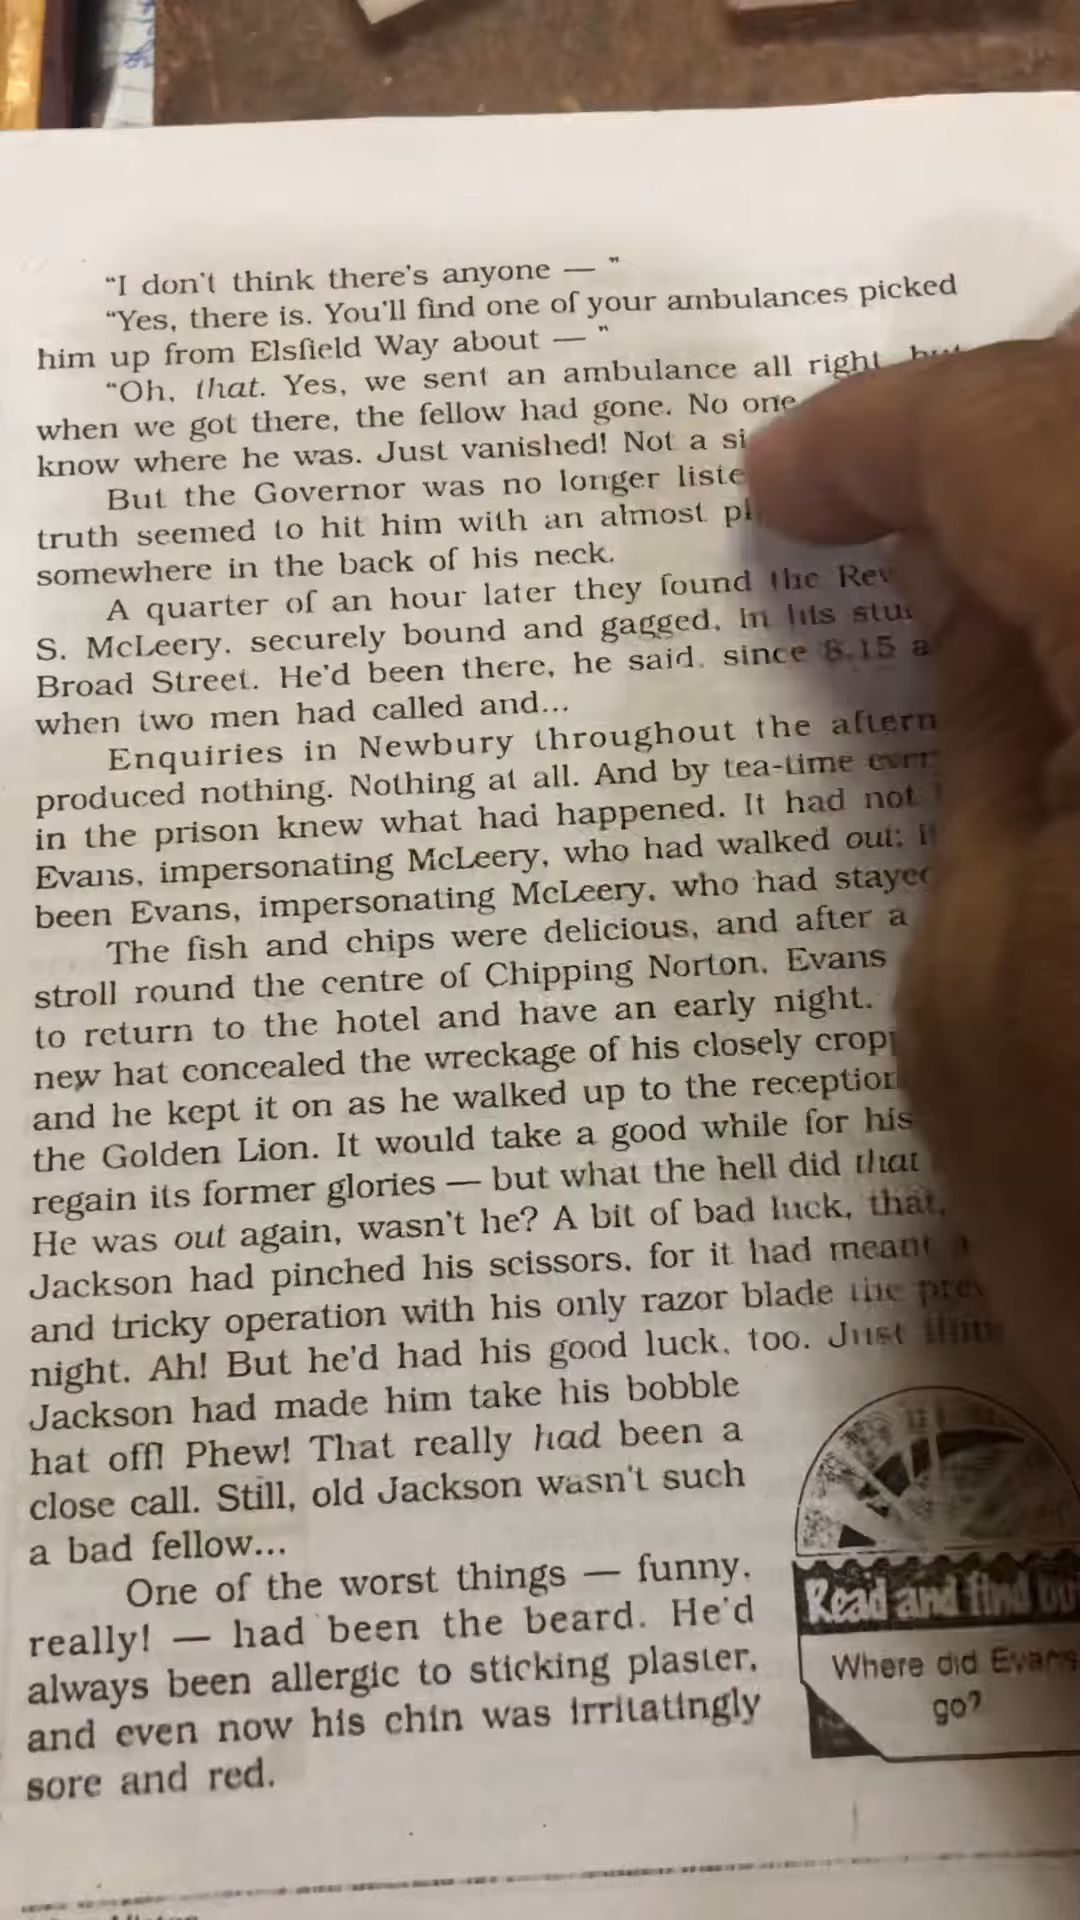 "I don't think there's anyone — "
"Yes, there is. You'll find one of your ambulances picked
him up from Elsfield Way about — "
"Oh, that. Yes, we sent an ambulance all right,
when we got there, the fellow had gone. No one
know where he was. Just vanished! Not a
But the Governor was no longer
truth seemed to hit him with an almost
somewhere in the back of his neck.
A quarter of an hour later they found the
S. McLeery, securely bound and gagged, in his
Broad Street. He'd been there, he said, since 8.15
when two men had called and...
Enquiries in Newbury throughout the
produced nothing. Nothing at all. And by tea-time
in the prison knew what had happened. It had not
Evans, impersonating McLeery, who had walked out;
been Evans, impersonating McLeery, who had
The fish and chips were delicious, and after a
stroll round the centre of Chipping Norton, Evans
to return to the hotel and have an early night.
new hat concealed the wreckage of his closely
and he kept it on as he walked up to the
the Golden Lion. It would take a good while for his
regain its former glories — but what the hell did that
He was out again, wasn't he? A bit of bad luck, that,
Jackson had pinched his scissors, for it had meant a
and tricky operation with his only razor blade the
night. Ah! But he'd had his good luck, too. Just
Jackson had made him take his bobble
hat off! Phew! That really had been a
close call. Still, old Jackson wasn't such
a bad fellow...
One of the worst things — funny,
really! — had been the beard. He'd
always been allergic to sticking plaster,
and even now his chin was irritatingly
sore and red.
Read and find
Where did Evans
go?